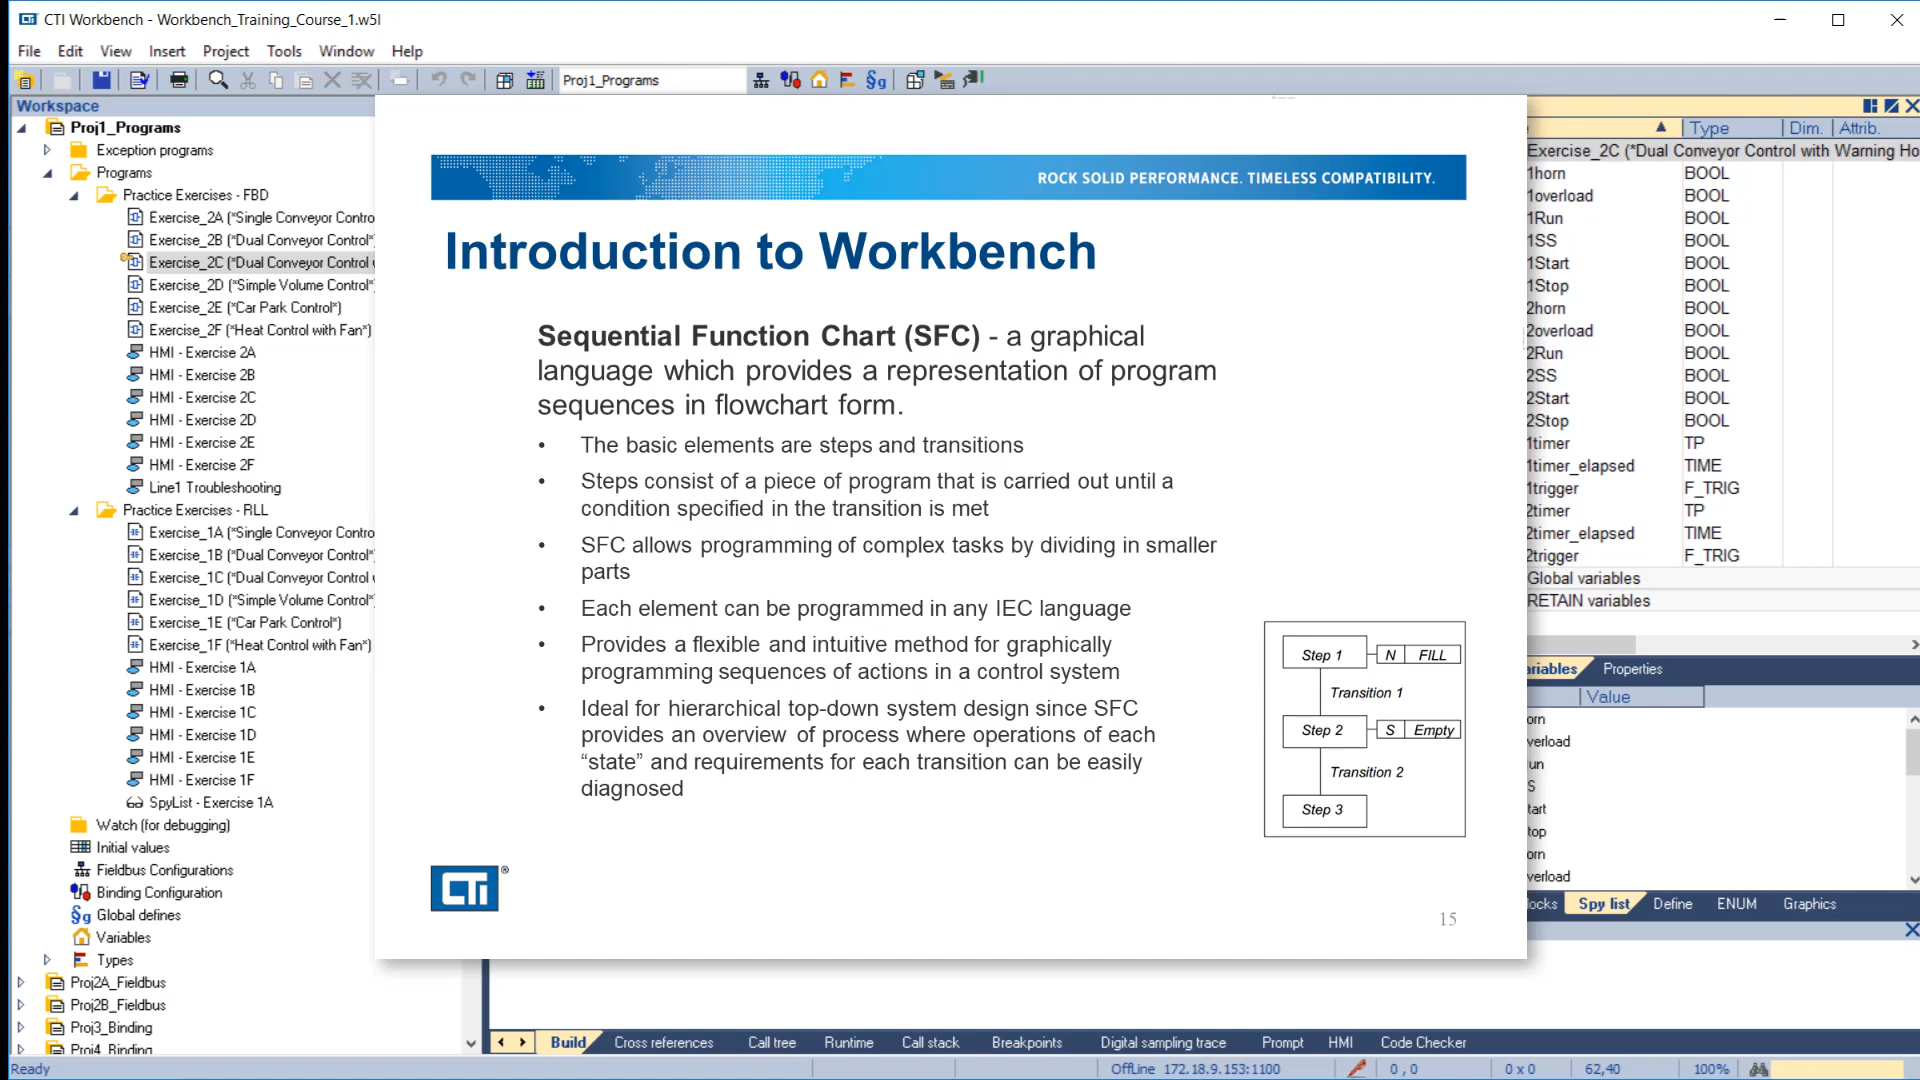 CTI Workbench - Workbench_Training_Course_1.w5l
File Edit View Insert Project Tools Window Help
Proj1_Programs
Workspace
Proj1_Programs
Exception programs
Programs
Practice Exercises - FBD
Exercise_2A (*Single Conveyor Contro
Exercise_2B (*Dual Conveyor Control*
Exercise_2C (*Dual Conveyor Control
Exercise_2D (*Simple Volume Control*
Exercise_2E (*Car Park Control*)
Exercise_2F (*Heat Control with Fan*)
HMI - Exercise 2A
HMI - Exercise 2B
HMI - Exercise 2C
HMI - Exercise 2D
HMI - Exercise 2E
HMI - Exercise 2F
Line1 Troubleshooting
Practice Exercises - RLL
Exercise_1A (*Single Conveyor Contro
Exercise_1B (*Dual Conveyor Control*
Exercise_1C (*Dual Conveyor Control
Exercise_1D (*Simple Volume Control*
Exercise_1E (*Car Park Control*)
Exercise_1F (*Heat Control with Fan*)
HMI - Exercise 1A
HMI - Exercise 1B
HMI - Exercise 1C
HMI - Exercise 1D
HMI - Exercise 1E
HMI - Exercise 1F
SpyList - Exercise 1A
Watch (for debugging)
Initial values
Fieldbus Configurations
Binding Configuration
Global defines
Variables
Types
Proj2A_Fieldbus
Proj2B_Fieldbus
Proj3_Binding
Proj4_Binding
ROCK SOLID PERFORMANCE. TIMELESS COMPATIBILITY.
Introduction to Workbench
Sequential Function Chart (SFC) - a graphical
language which provides a representation of program
sequences in flowchart form.
• The basic elements are steps and transitions
• Steps consist of a piece of program that is carried out until a
condition specified in the transition is met
• SFC allows programming of complex tasks by dividing in smaller
parts
• Each element can be programmed in any IEC language
• Provides a flexible and intuitive method for graphically
programming sequences of actions in a control system
• Ideal for hierarchical top-down system design since SFC
provides an overview of process where operations of each
“state” and requirements for each transition can be easily
diagnosed
Step 1 N FILL
Transition 1
Step 2 S Empty
Transition 2
Step 3
CTi ®
15
Type Dim. Attrib.
Exercise_2C (*Dual Conveyor Control with Warning Ho
1horn BOOL
1overload BOOL
1Run BOOL
1SS BOOL
1Start BOOL
1Stop BOOL
2horn BOOL
2overload BOOL
2Run BOOL
2SS BOOL
2Start BOOL
2Stop BOOL
1timer TP
1timer_elapsed TIME
1trigger F_TRIG
2timer TP
2timer_elapsed TIME
2trigger F_TRIG
Global variables
RETAIN variables
ariables Properties
Value
orn
verload
un
S
tart
top
orn
verload
locks Spy list Define ENUM Graphics
Build Cross references Call tree Runtime Call stack Breakpoints Digital sampling trace Prompt HMI Code Checker
Ready OffLine 172.18.9.153:1100 0 , 0 0 x 0 62,40 100%